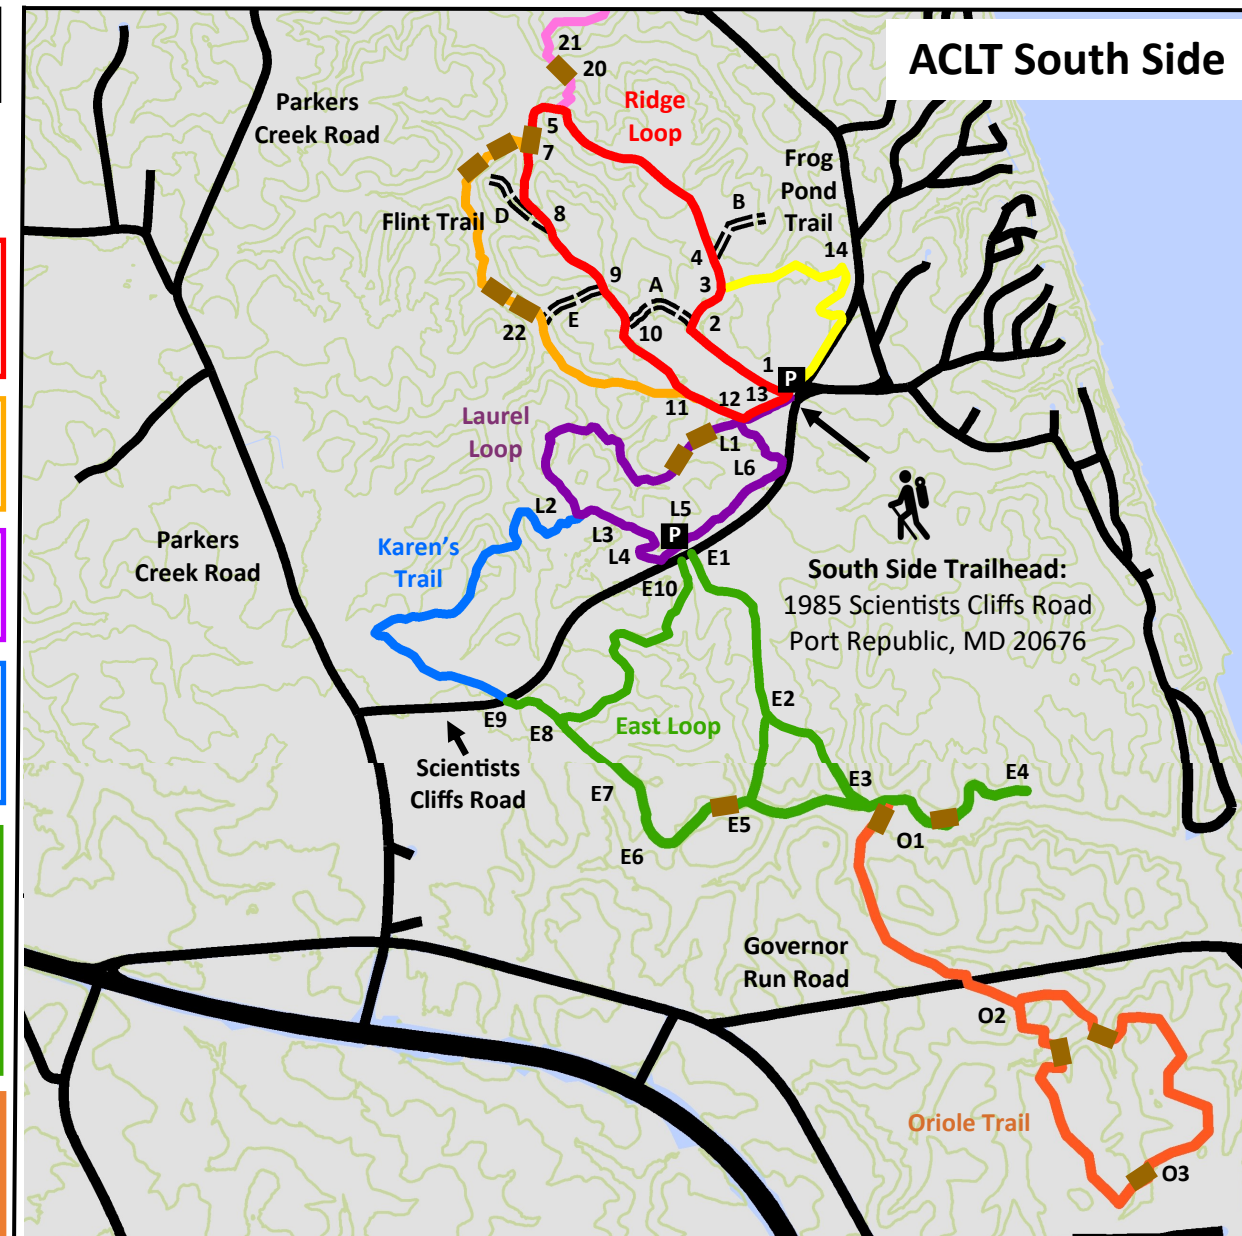 ACLT South Side
21
20
Parkers
Creek Road
Ridge
Loop
5
7
Frog
Pond
Trail
Flint Trail
D
8
B
14
4
9
A
3
E
10
2
22
1
P
11
12
13
Laurel
Loop
L1
L6
L2
L5
L3
P
L4
E1
Karen's
Trail
Parkers
Creek Road
E10
South Side Trailhead:
1985 Scientists Cliffs Road
Port Republic, MD 20676
E2
E9
E8
East Loop
Scientists
Cliffs Road
E7
E3
E4
E5
E6
O1
Governor
Run Road
O2
Oriole Trail
O3